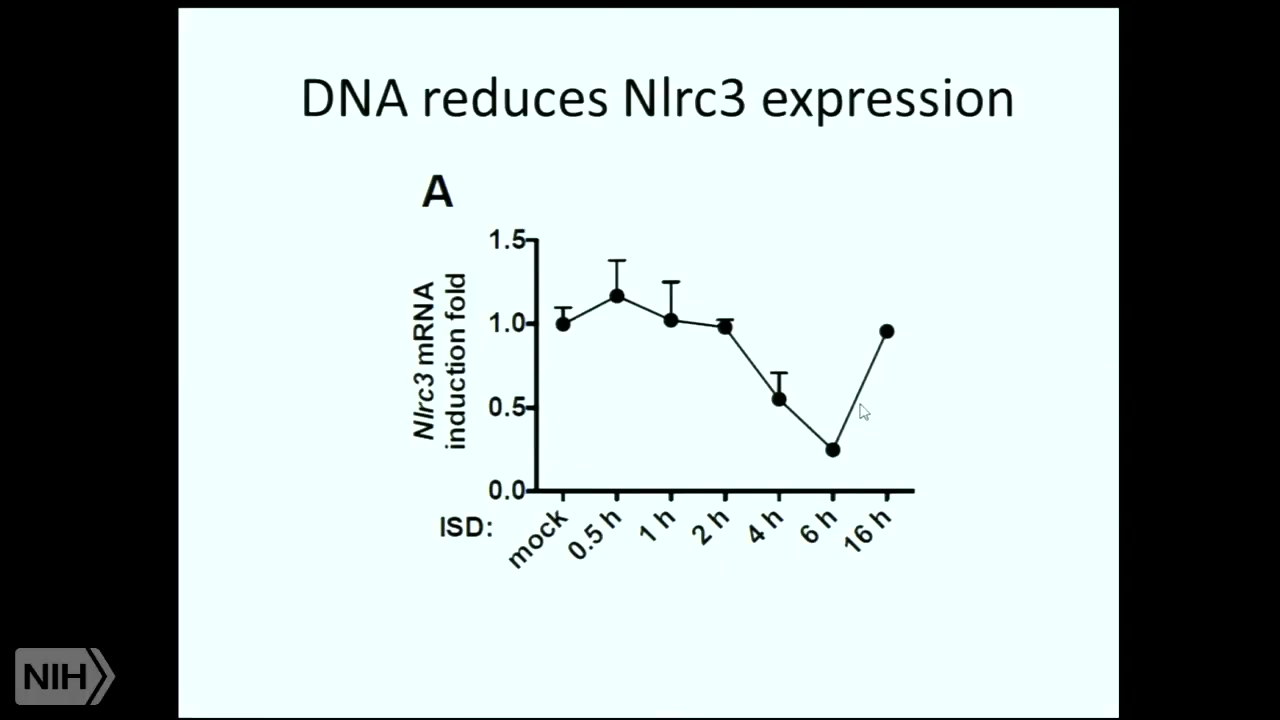 DNA reduces Nlrc3 expression
A
Nlrc3 mRNA
induction fold
1.5
1.0
0.5
0.0
ISD:
mock
0.5 h
1 h
2 h
4 h
6 h
16 h
NIH